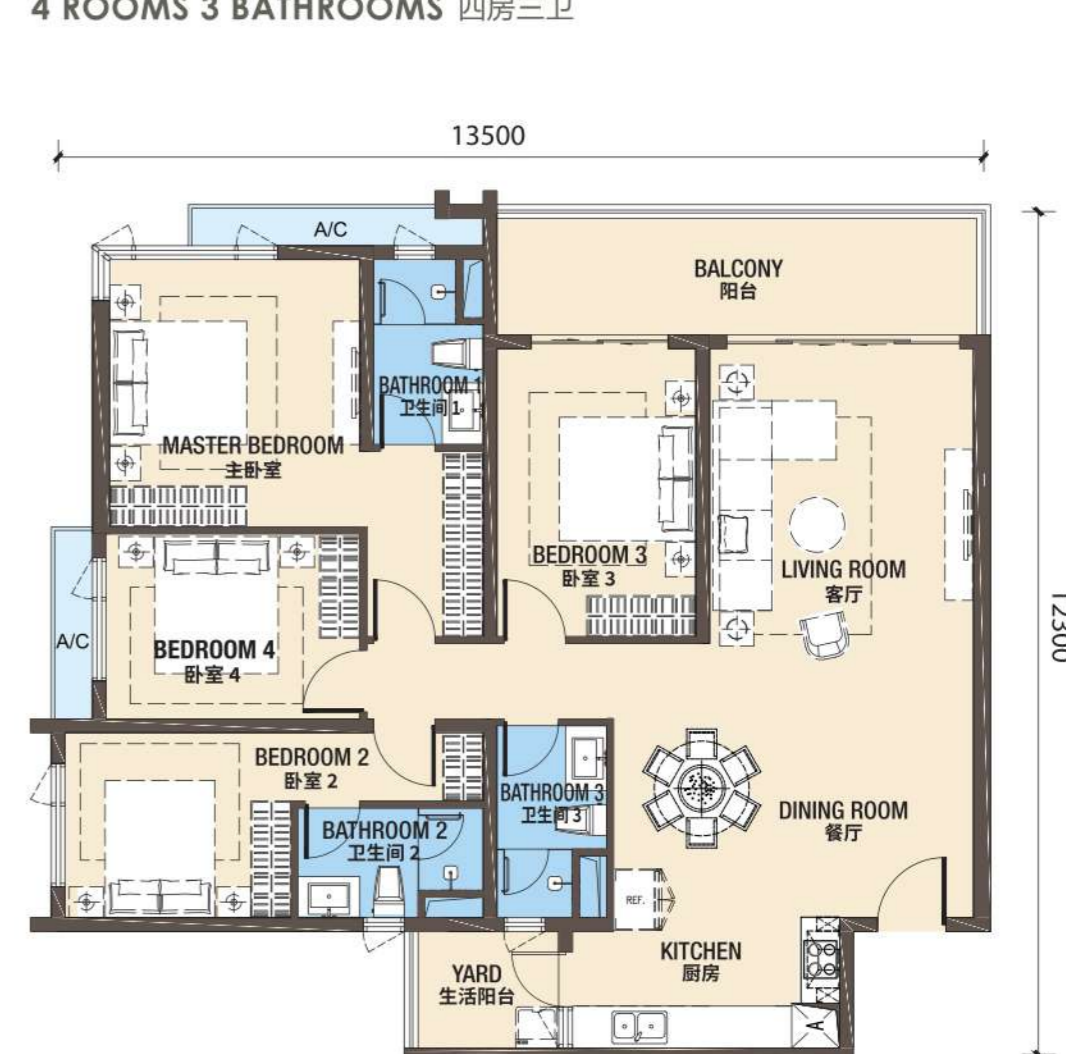 4 ROOMS 3 BATHROOMS 四房三卫
13500
A/C
BALCONY
阳台
BATHROOM 1
卫生间 1
MASTER BEDROOM
主卧室
BEDROOM 3
卧室 3
LIVING ROOM
客厅
12300
A/C
BEDROOM 4
卧室 4
BEDROOM 2
卧室 2
BATHROOM 3
卫生间 3
DINING ROOM
餐厅
BATHROOM 2
卫生间 2
REF.
KITCHEN
厨房
YARD
生活阳台
A